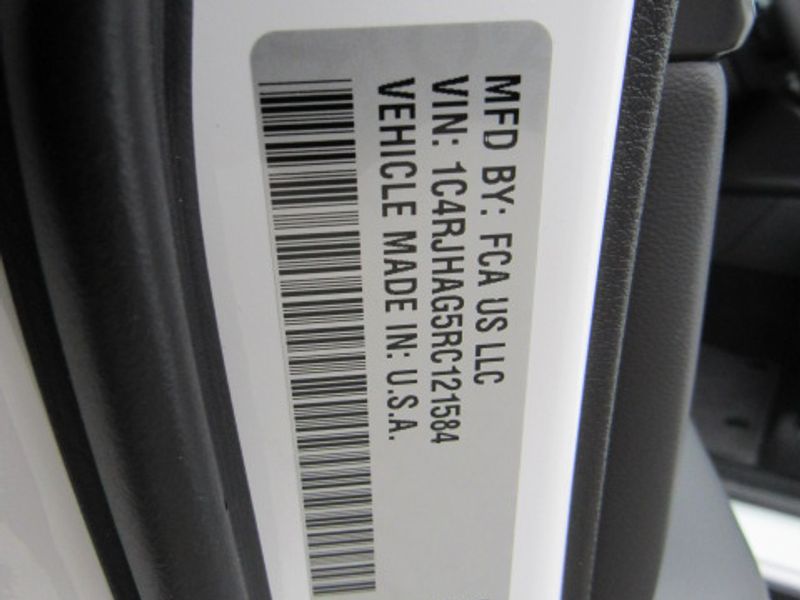 MFD BY: FCA US LLC
VIN: 1C4RJHAG5RC121584
VEHICLE MADE IN: U.S.A.